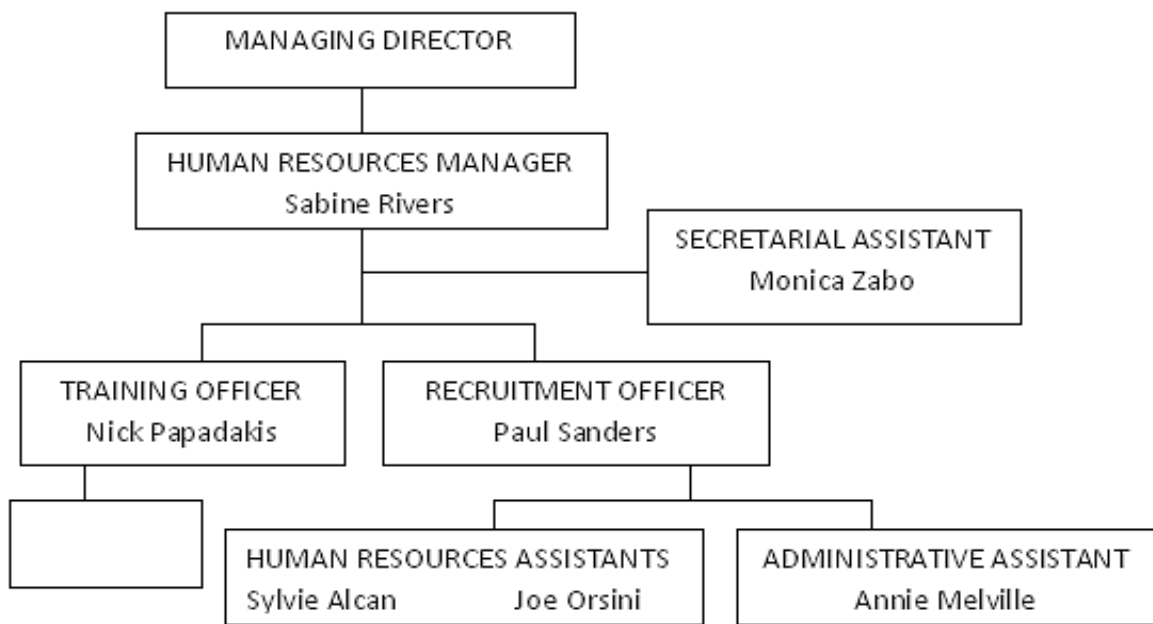 MANAGING DIRECTOR
HUMAN RESOURCES MANAGER
Sabine Rivers
SECRETARIAL ASSISTANT
Monica Zabo
TRAINING OFFICER
Nick Papadakis
RECRUITMENT OFFICER
Paul Sanders
HUMAN RESOURCES ASSISTANTS
Sylvie Alcan Joe Orsini
ADMINISTRATIVE ASSISTANT
Annie Melville